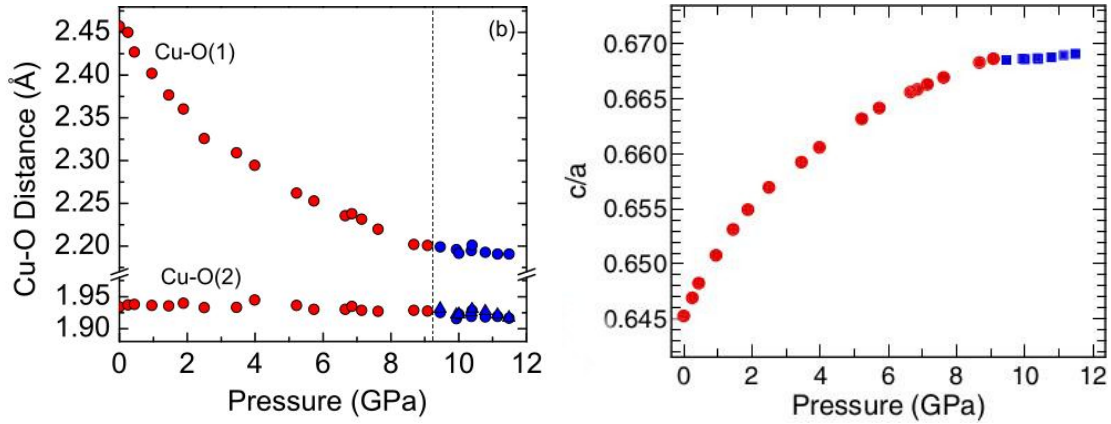 (b)
Cu-O(1)
Cu-O(2)
Cu-O Distance (Å)
2.45
2.40
2.35
2.30
2.25
2.20
1.95
1.90
0 2 4 6 8 10 12
Pressure (GPa)
c/a
0.670
0.665
0.660
0.655
0.650
0.645
0 2 4 6 8 10 12
Pressure (GPa)